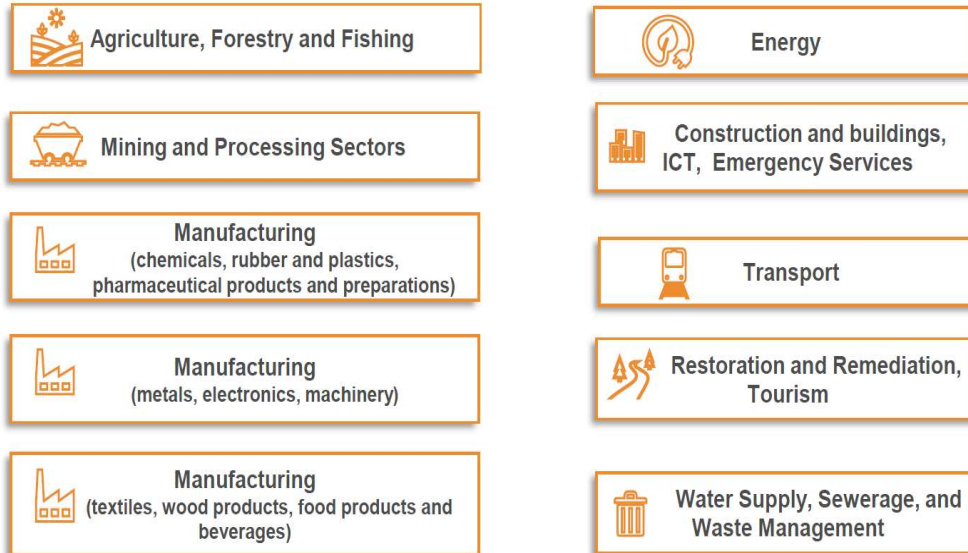 Agriculture, Forestry and Fishing
Mining and Processing Sectors
Manufacturing
(chemicals, rubber and plastics,
pharmaceutical products and preparations)
Manufacturing
(metals, electronics, machinery)
Manufacturing
(textiles, wood products, food products and
beverages)
Energy
Construction and buildings,
ICT, Emergency Services
Transport
Restoration and Remediation,
Tourism
Water Supply, Sewerage, and
Waste Management